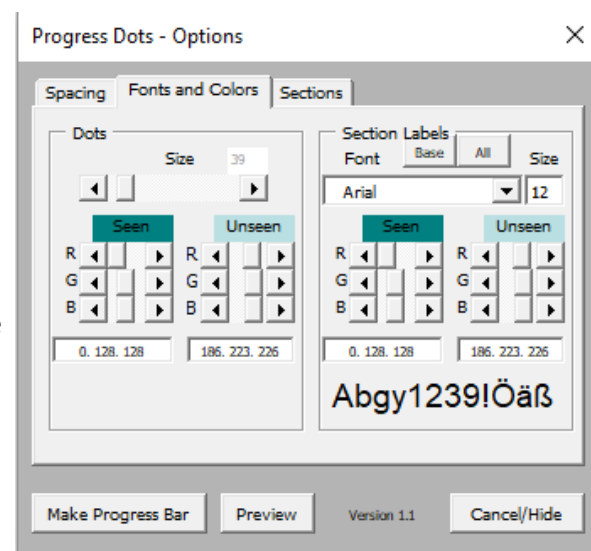 Progress Dots - Options
Spacing Fonts and Colors Sections
Dots
Size 39
Seen Unseen
R R
G G
B B
0. 128. 128 186. 223. 226
Section Labels
Font Base All Size
Arial 12
Seen Unseen
R R
G G
B B
0. 128. 128 186. 223. 226
Abgy1239!Öäß
Make Progress Bar Preview Version 1.1 Cancel/Hide